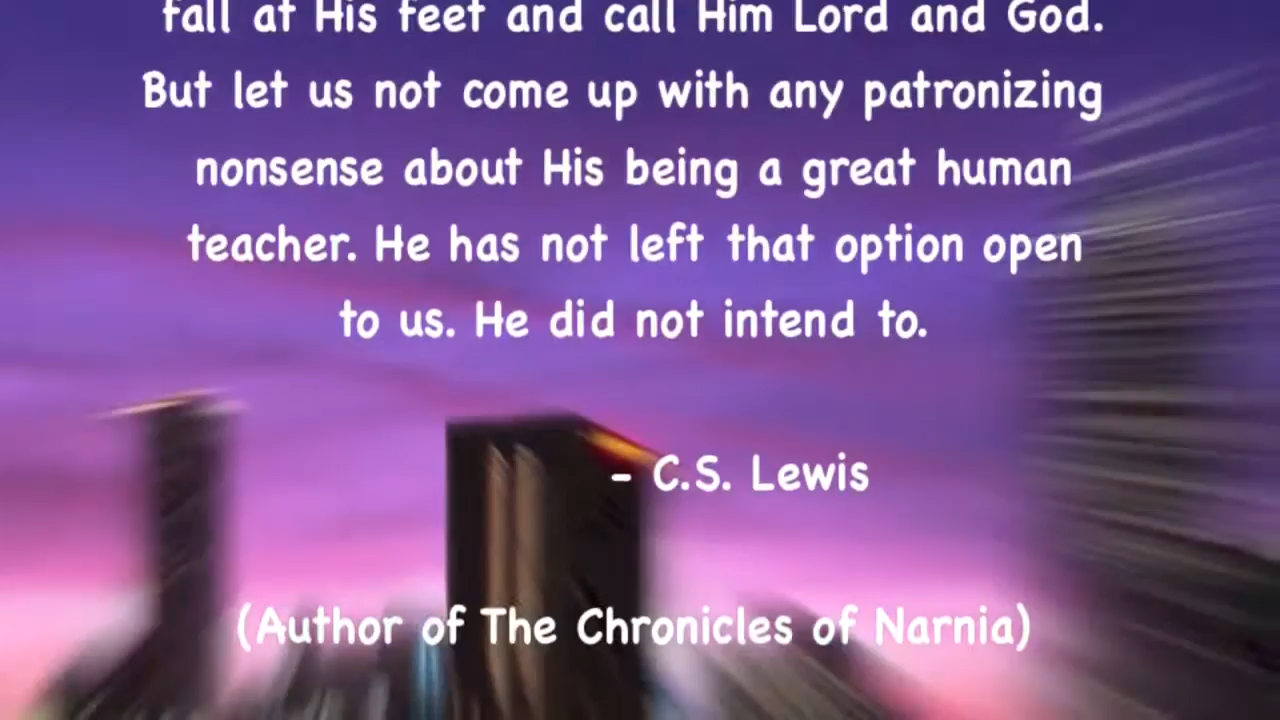 fall at His feet and call Him Lord and God.
But let us not come up with any patronizing
nonsense about His being a great human
teacher. He has not left that option open
to us. He did not intend to.
- C.S. Lewis
(Author of The Chronicles of Narnia)